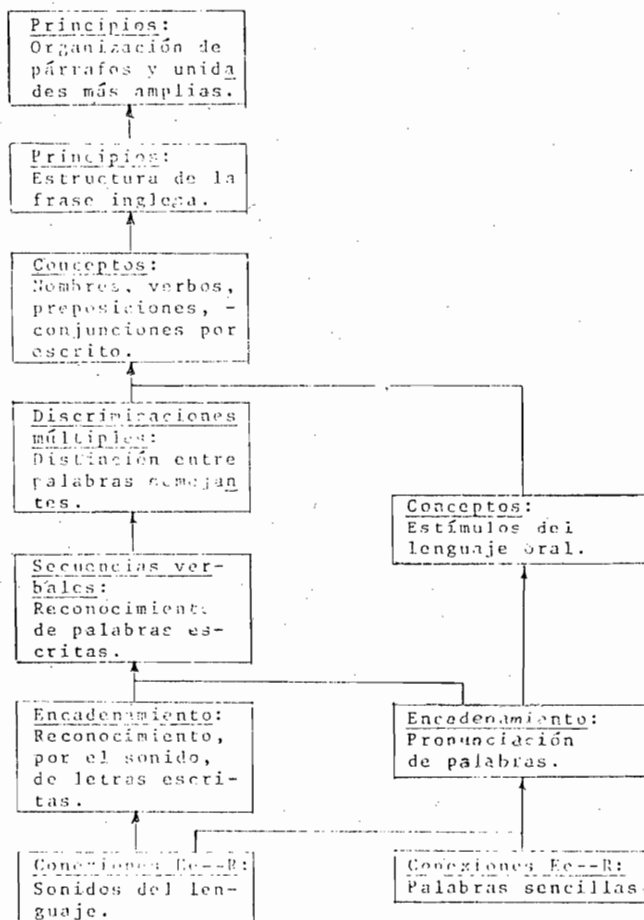 Principios:
Organización de
párrafos y unida
des más amplias.
Principios:
Estructura de la
frase inglesa.
Conceptos:
Nombres, verbos,
preposiciones, -
conjunciones por
escrito.
Discriminaciones
múltiples:
Distinción entre
palabras semejan
tes.
Conceptos:
Estímulos del
lenguaje oral.
Secuencias ver-
bales:
Reconocimiento
de palabras es-
critas.
Encadenamiento:
Reconocimiento,
por el sonido,
de letras escri-
tas.
Encadenamiento:
Pronunciación
de palabras.
Conexiones Ee--R:
Sonidos del len-
guaje.
Conexiones Ee--R:
Palabras sencillas.